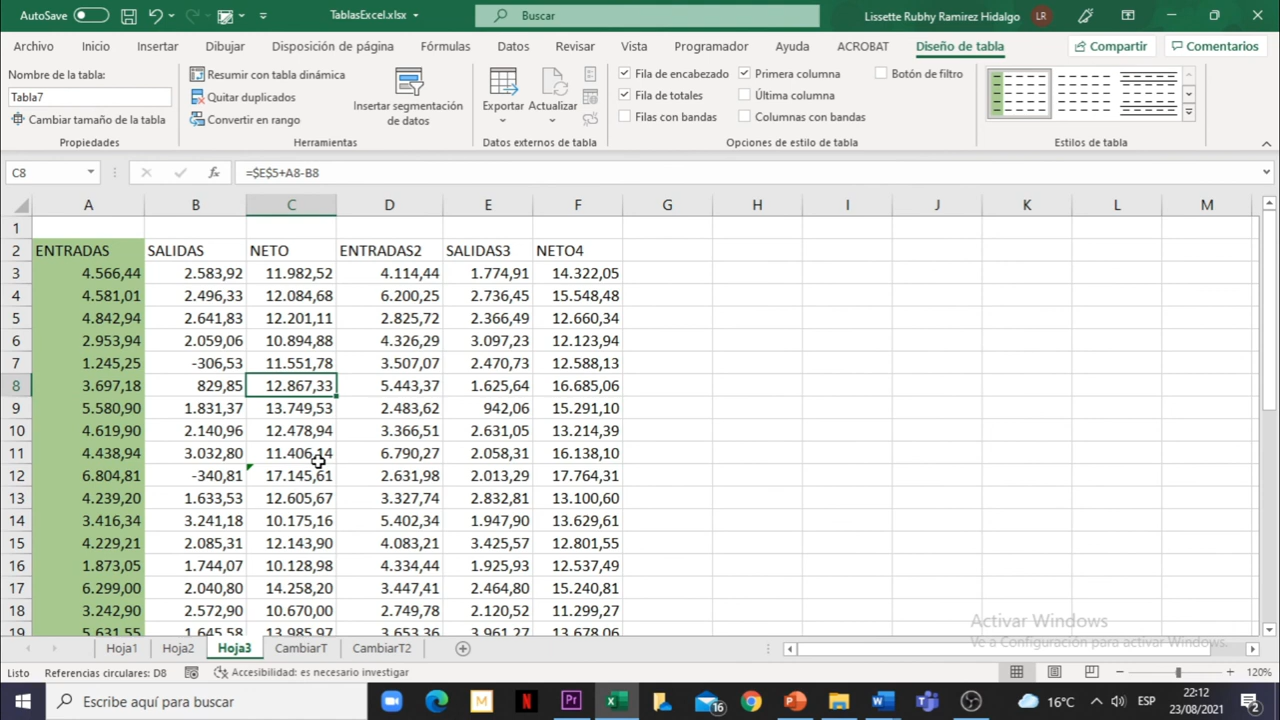 AutoSave TablasExcel.xlsx Buscar Lissette Rubhy Ramirez Hidalgo LR
Archivo Inicio Insertar Dibujar Disposición de página Fórmulas Datos Revisar Vista Programador Ayuda ACROBAT Diseño de tabla Compartir Comentarios
Nombre de la tabla:
Tabla7
Cambiar tamaño de la tabla
Propiedades
Resumir con tabla dinámica
Quitar duplicados
Convertir en rango
Insertar segmentación de datos
Herramientas
Exportar Actualizar
Datos externos de tabla
Fila de encabezado Primera columna Botón de filtro
Fila de totales Última columna
Filas con bandas Columnas con bandas
Opciones de estilo de tabla
Estilos de tabla
C8 fx =$E$5+A8-B8
A B C D E F G H I J K L M
1
2 ENTRADAS SALIDAS NETO ENTRADAS2 SALIDAS3 NETO4
3 4.566,44 2.583,92 11.982,52 4.114,44 1.774,91 14.322,05
4 4.581,01 2.496,33 12.084,68 6.200,25 2.736,45 15.548,48
5 4.842,94 2.641,83 12.201,11 2.825,72 2.366,49 12.660,34
6 2.953,94 2.059,06 10.894,88 4.326,29 3.097,23 12.123,94
7 1.245,25 -306,53 11.551,78 3.507,07 2.470,73 12.588,13
8 3.697,18 829,85 12.867,33 5.443,37 1.625,64 16.685,06
9 5.580,90 1.831,37 13.749,53 2.483,62 942,06 15.291,10
10 4.619,90 2.140,96 12.478,94 3.366,51 2.631,05 13.214,39
11 4.438,94 3.032,80 11.406,14 6.790,27 2.058,31 16.138,10
12 6.804,81 -340,81 17.145,61 2.631,98 2.013,29 17.764,31
13 4.239,20 1.633,53 12.605,67 3.327,74 2.832,81 13.100,60
14 3.416,34 3.241,18 10.175,16 5.402,34 1.947,90 13.629,61
15 4.229,21 2.085,31 12.143,90 4.083,21 3.425,57 12.801,55
16 1.873,05 1.744,07 10.128,98 4.334,44 1.925,93 12.537,49
17 6.299,00 2.040,80 14.258,20 3.447,41 2.464,80 15.240,81
18 3.242,90 2.572,90 10.670,00 2.749,78 2.120,52 11.299,27
19 5.631,55 1.645,58 13.985,97 3.653,36 3.961,27 13.678,06
Activar Windows
Ve a Configuración para activar Windows.
Hoja1 Hoja2 Hoja3 CambiarT CambiarT2
Listo Referencias circulares: D8 Accesibilidad: es necesario investigar 120%
Escribe aquí para buscar 16 16°C ESP 22:12
23/08/2021 2